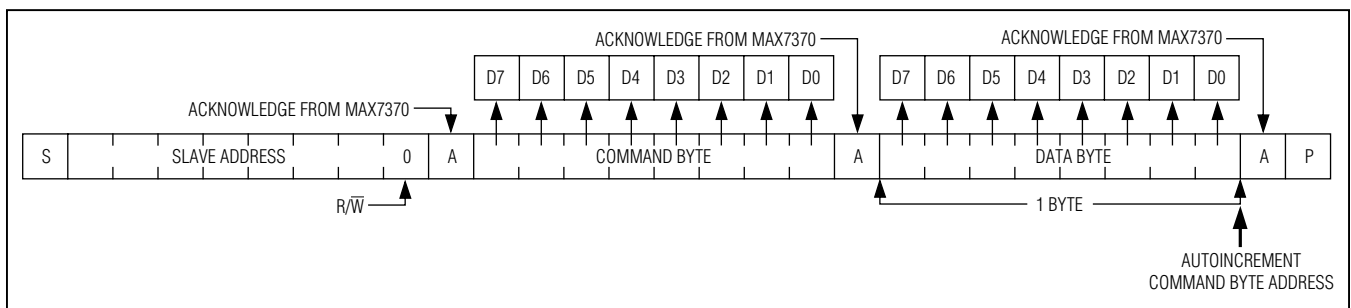 ACKNOWLEDGE FROM MAX7370
ACKNOWLEDGE FROM MAX7370
D7 D6 D5 D4 D3 D2 D1 D0
D7 D6 D5 D4 D3 D2 D1 D0
ACKNOWLEDGE FROM MAX7370
S SLAVE ADDRESS 0 A COMMAND BYTE A DATA BYTE A P
R/W̅
1 BYTE
AUTOINCREMENT
COMMAND BYTE ADDRESS